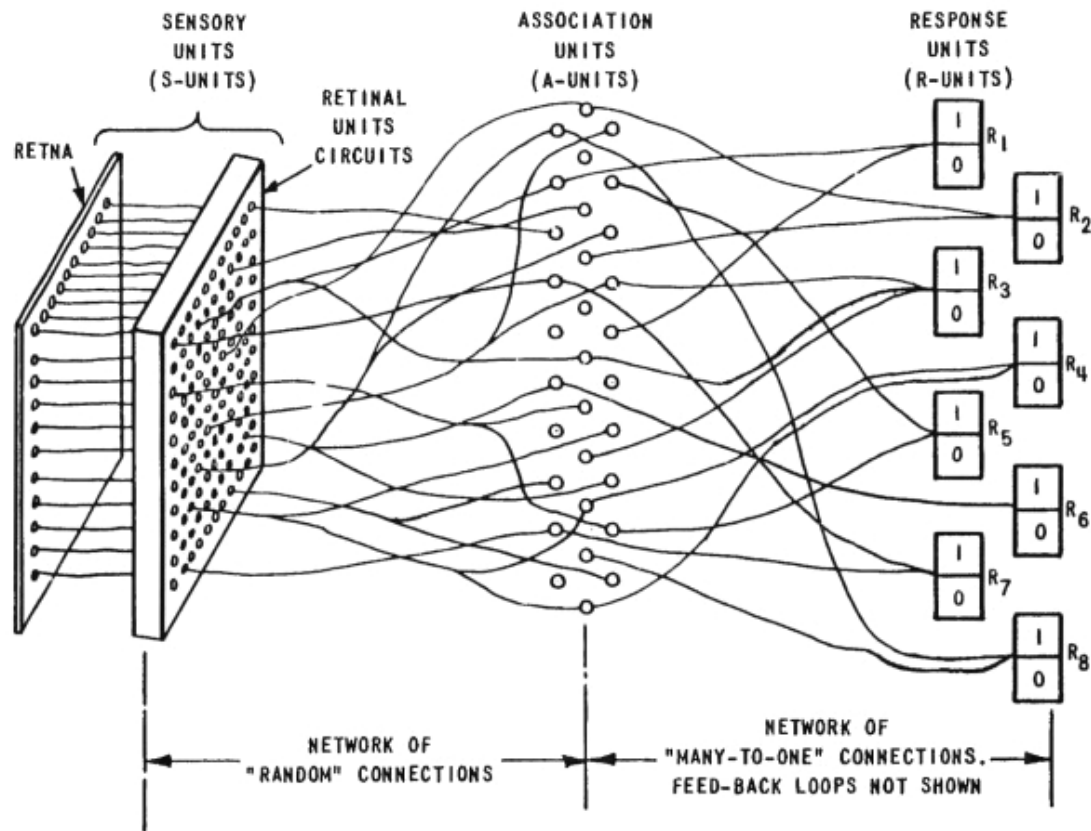 SENSORY
UNITS
(S-UNITS)
ASSOCIATION
UNITS
(A-UNITS)
RESPONSE
UNITS
(R-UNITS)
RETINAL
UNITS
CIRCUITS
RETNA
1
0
R1
1
0
R2
1
0
R3
1
0
R4
1
0
R5
1
0
R6
1
0
R7
1
0
R8
NETWORK OF
"RANDOM" CONNECTIONS
NETWORK OF
"MANY-TO-ONE" CONNECTIONS.
FEED-BACK LOOPS NOT SHOWN